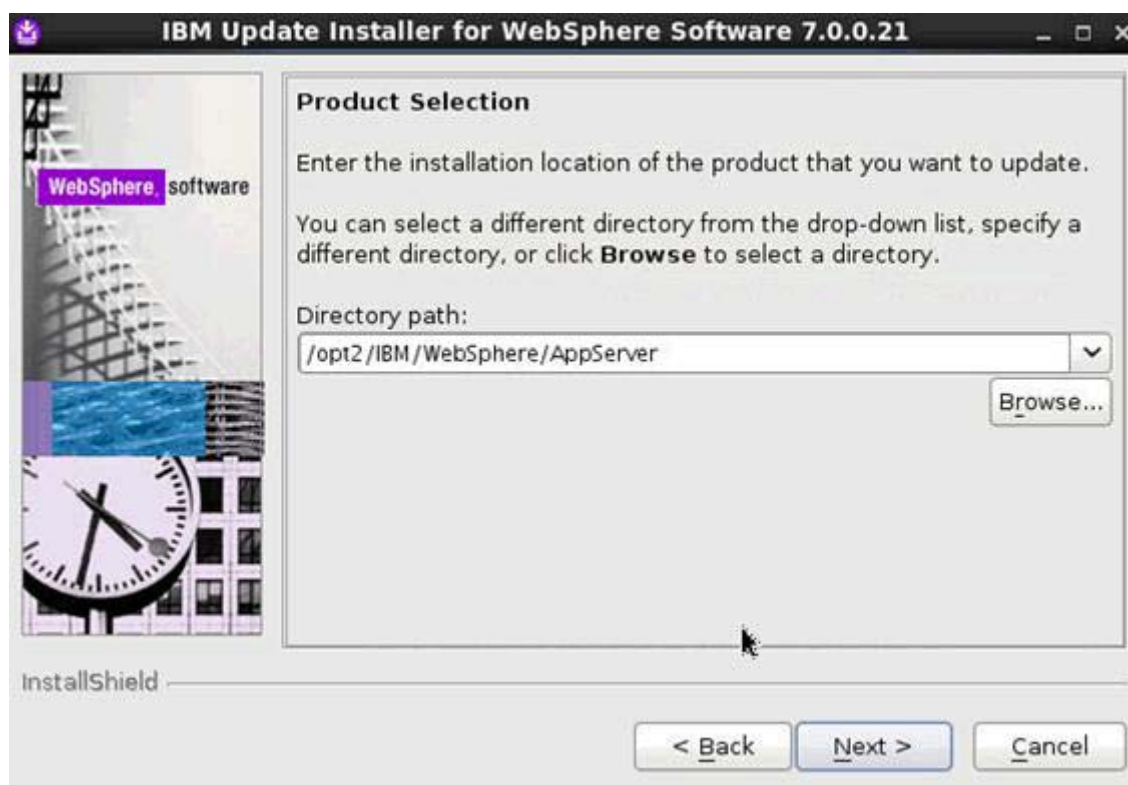 IBM Update Installer for WebSphere Software 7.0.0.21
WebSphere. software
Product Selection
Enter the installation location of the product that you want to update.
You can select a different directory from the drop-down list, specify a
different directory, or click Browse to select a directory.
Directory path:
/opt2/IBM/WebSphere/AppServer
Browse...
InstallShield
< Back
Next >
Cancel